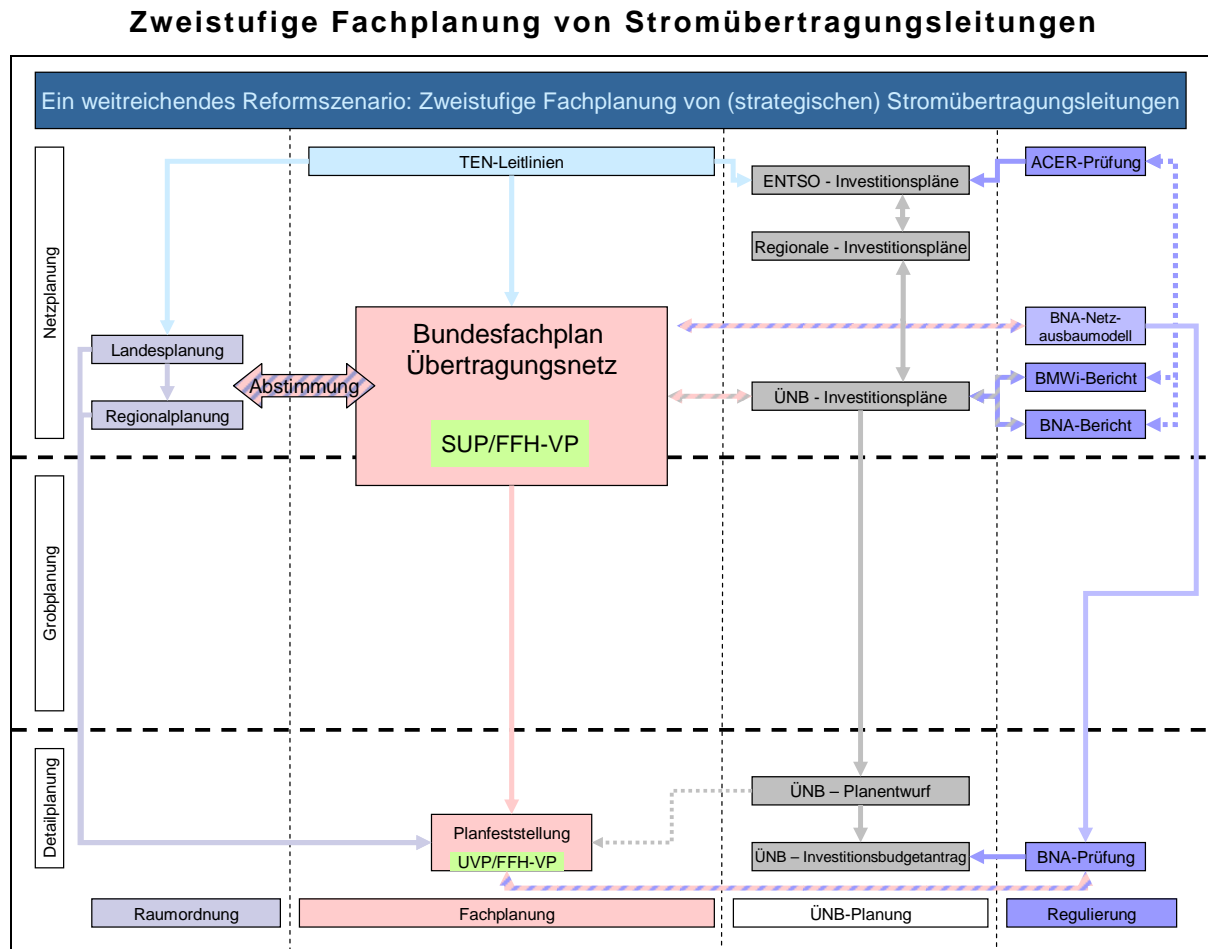 Zweistufige Fachplanung von Stromübertragungsleitungen
Ein weitreichendes Reformszenario: Zweistufige Fachplanung von (strategischen) Stromübertragungsleitungen
Netzplanung
TEN-Leitlinien
ENTSO - Investitionspläne
ACER-Prüfung
Regionale - Investitionspläne
Bundesfachplan
Übertragungsnetz
SUP/FFH-VP
BNA-Netz-
ausbaumodell
Landesplanung
Abstimmung
Regionalplanung
ÜNB - Investitionspläne
BMWi-Bericht
BNA-Bericht
Grobplanung
Detailplanung
ÜNB – Planentwurf
Planfeststellung
UVP/FFH-VP
ÜNB – Investitionsbudgetantrag
BNA-Prüfung
Raumordnung
Fachplanung
ÜNB-Planung
Regulierung